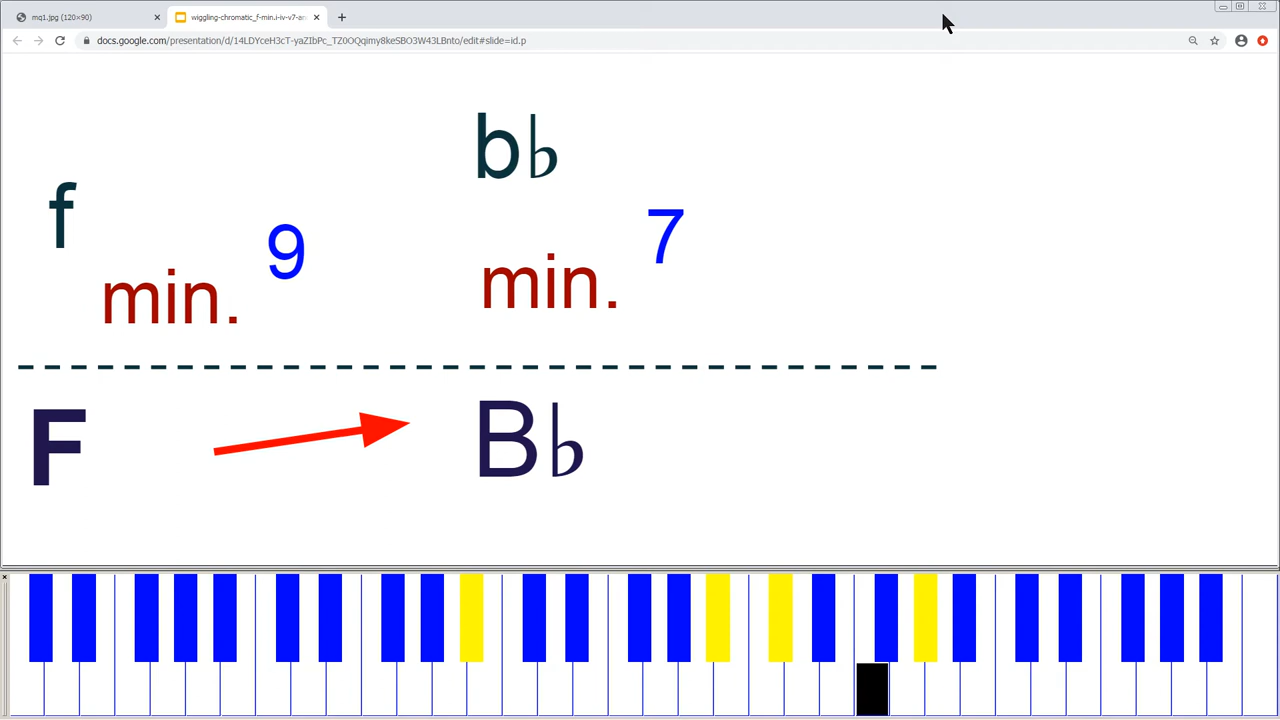 mq1.jpg (120×90)
wiggling-chromatic_f-min.i-iv-v7-an
docs.google.com/presentation/d/14LDYceH3cT-yaZIbPc_TZ0OQqimy8keSBO3W43LBnto/edit#slide=id.p
f min. 9
b♭ min. 7
F
B♭